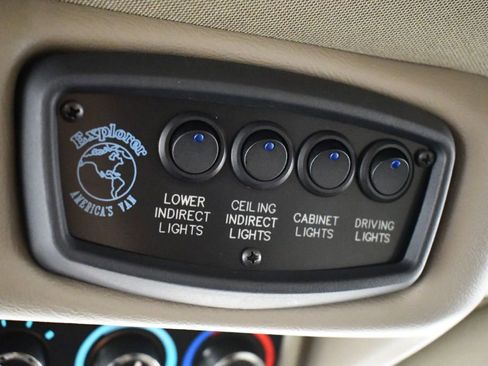 Explorer
AMERICA'S VAN
LOWER
INDIRECT
LIGHTS
CEILING
INDIRECT
LIGHTS
CABINET
LIGHTS
DRIVING
LIGHTS